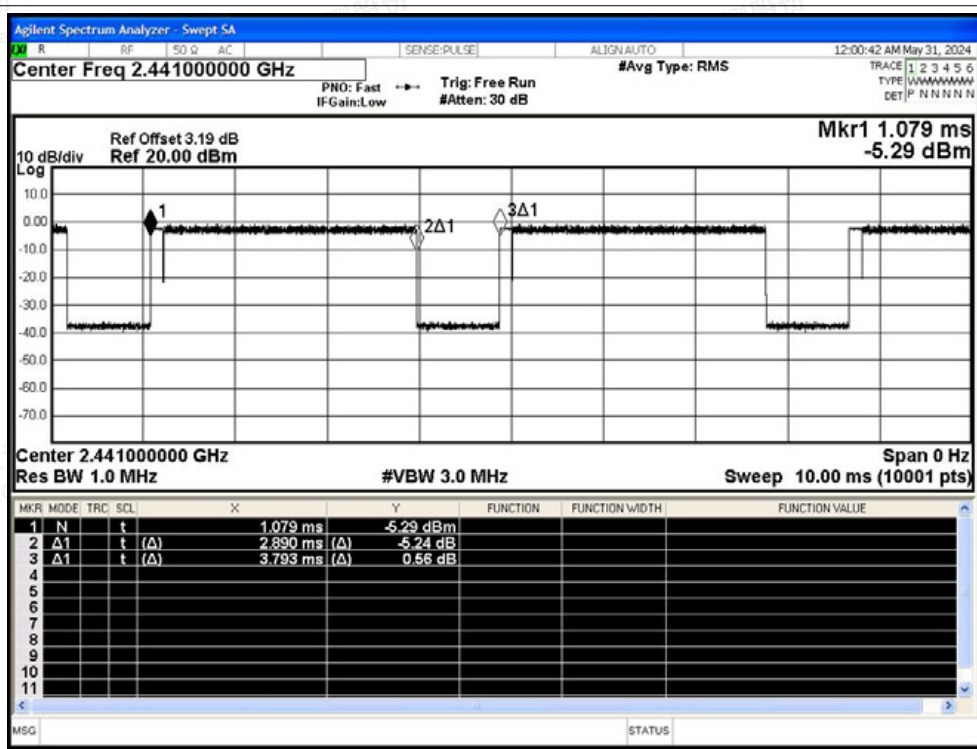 Agilent Spectrum Analyzer - Swept SA
LXI R RF 50 Ω AC SENSE:PULSE ALIGN AUTO 12:00:42 AM May 31, 2024
Center Freq 2.441000000 GHz #Avg Type: RMS TRACE 1 2 3 4 5 6
PNO: Fast Trig: Free Run TYPE WWWWWW
IFGain:Low #Atten: 30 dB DET P N N N N N
Mkr1 1.079 ms
Ref Offset 3.19 dB
10 dB/div Ref 20.00 dBm -5.29 dBm
Log
10.0
0.00
-10.0
-20.0
-30.0
-40.0
-50.0
-60.0
-70.0
1
2Δ1
3Δ1
Center 2.441000000 GHz Span 0 Hz
Res BW 1.0 MHz #VBW 3.0 MHz Sweep 10.00 ms (10001 pts)
MKR MODE TRC SCL X Y FUNCTION FUNCTION WIDTH FUNCTION VALUE
1 N t 1.079 ms -5.29 dBm
2 Δ1 t (Δ) 2.890 ms (Δ) -5.24 dB
3 Δ1 t (Δ) 3.793 ms (Δ) 0.56 dB
4
5
6
7
8
9
10
11
MSG STATUS